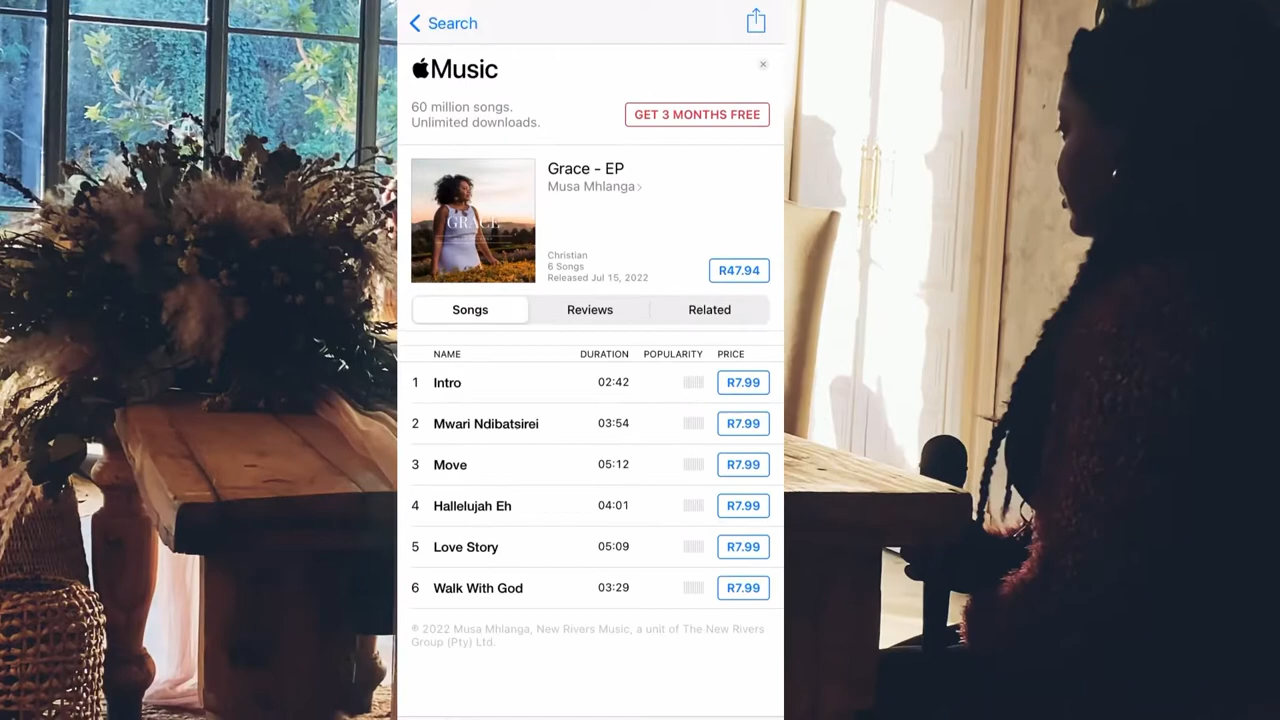 Search
Music
60 million songs.
Unlimited downloads.
GET 3 MONTHS FREE
Grace - EP
Musa Mhlanga
GRACE
Christian
6 Songs
Released Jul 15, 2022
R47.94
Songs Reviews Related
NAME DURATION POPULARITY PRICE
1 Intro 02:42 R7.99
2 Mwari Ndibatsirei 03:54 R7.99
3 Move 05:12 R7.99
4 Hallelujah Eh 04:01 R7.99
5 Love Story 05:09 R7.99
6 Walk With God 03:29 R7.99
℗ 2022 Musa Mhlanga, New Rivers Music, a unit of The New Rivers
Group (Pty) Ltd.